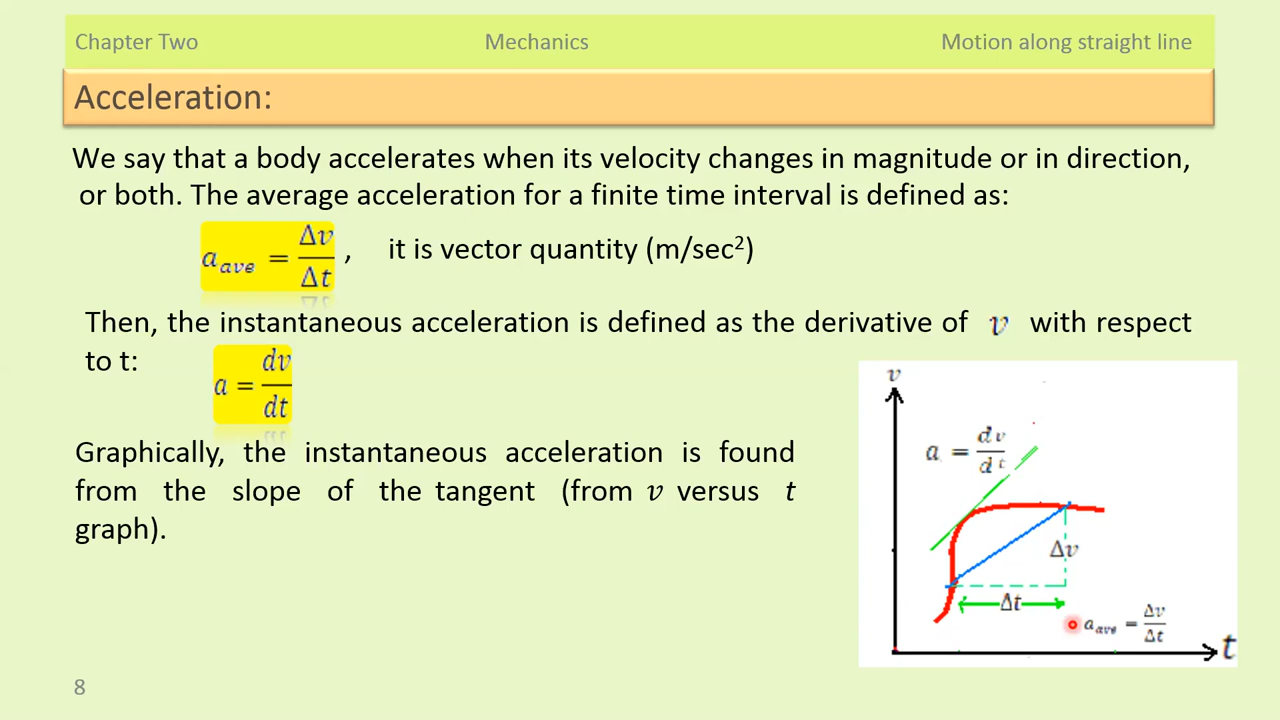 Chapter Two Mechanics Motion along straight line
Acceleration:
We say that a body accelerates when its velocity changes in magnitude or in direction,
or both. The average acceleration for a finite time interval is defined as:
a_ave = Δv/Δt , it is vector quantity (m/sec²)
Then, the instantaneous acceleration is defined as the derivative of v with respect
to t:
a = dv/dt
Graphically, the instantaneous acceleration is found
from the slope of the tangent (from v versus t
graph).
v
a = dv/dt
Δv
Δt
a_ave = Δv/Δt
t
8